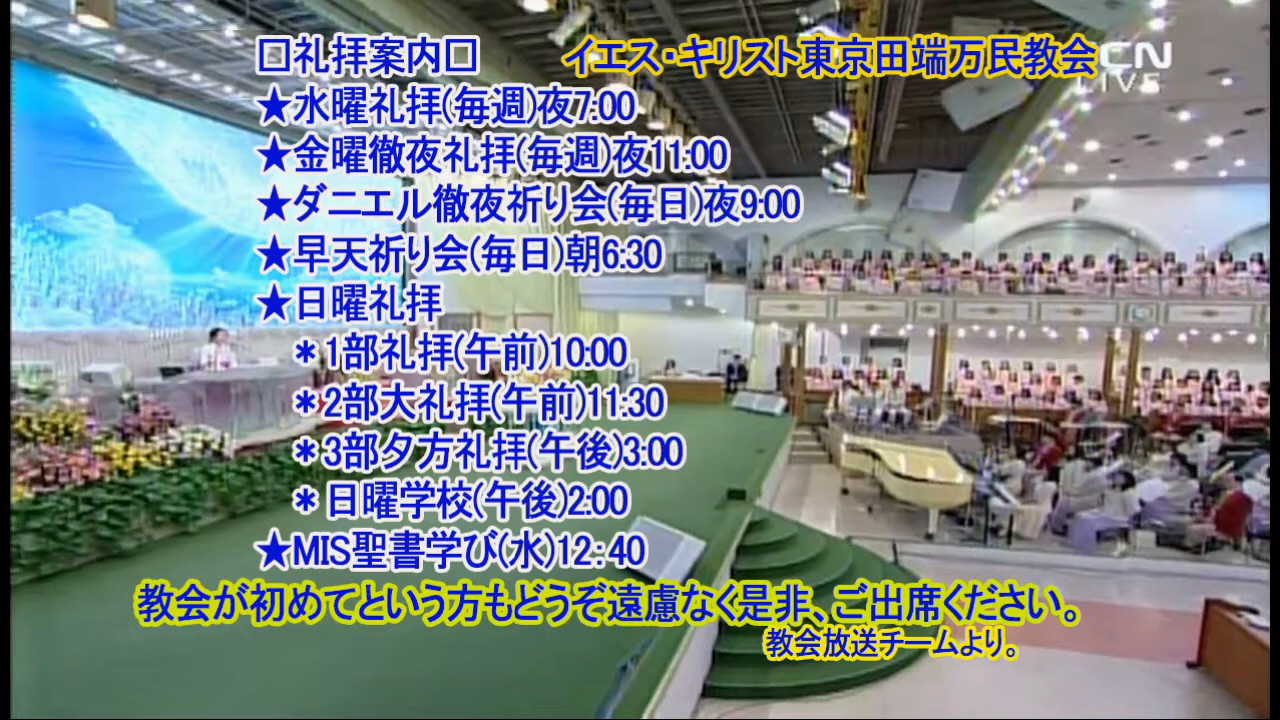 □礼拝案内□ イエス・キリスト東京田端万民教会
CN
LIVE
★水曜礼拝(毎週)夜7:00
★金曜徹夜礼拝(毎週)夜11:00
★ダニエル徹夜祈り会(毎日)夜9:00
★早天祈り会(毎日)朝6:30
★日曜礼拝
*1部礼拝(午前)10:00
*2部大礼拝(午前)11:30
*3部夕方礼拝(午後)3:00
*日曜学校(午後)2:00
★MIS聖書学び(水)12:40
教会が初めてという方もどうぞ遠慮なく是非、ご出席ください。
教会放送チームより。